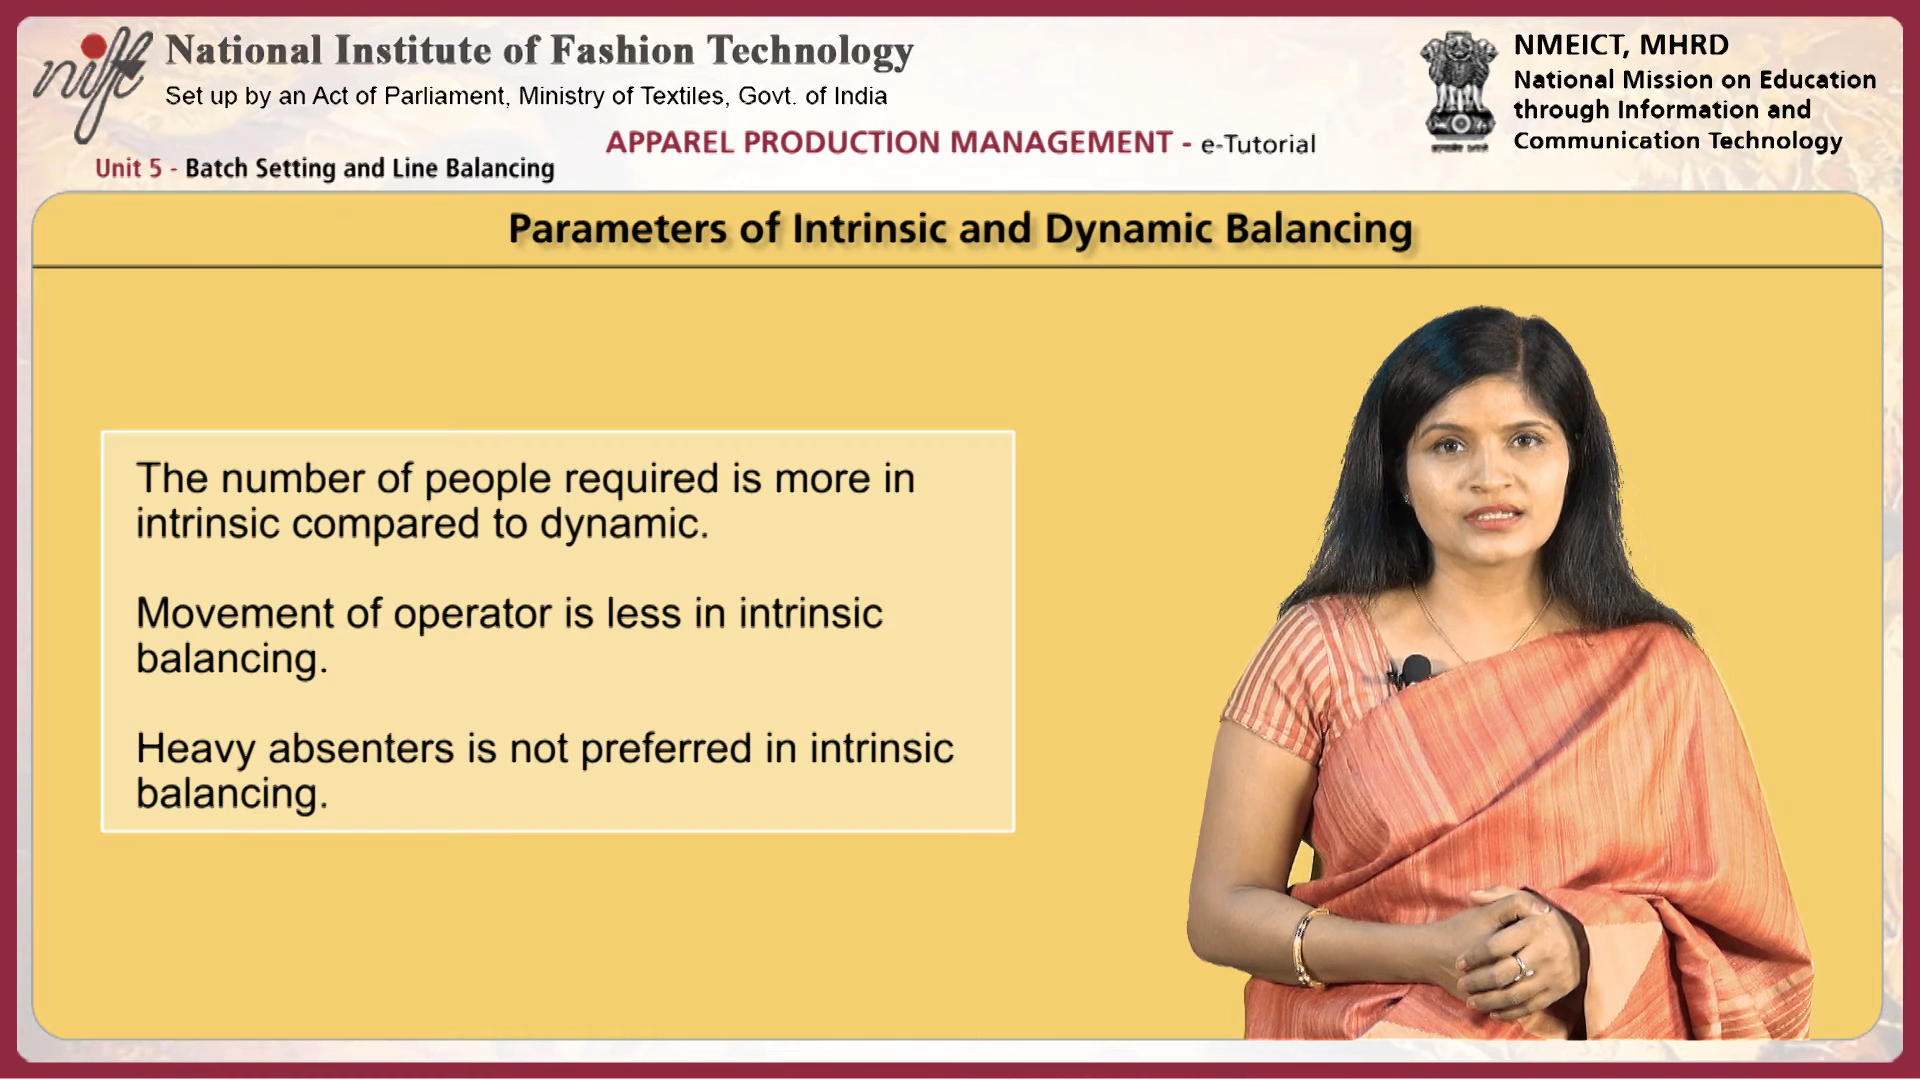 nift
National Institute of Fashion Technology
Set up by an Act of Parliament, Ministry of Textiles, Govt. of India
NMEICT, MHRD
National Mission on Education
through Information and
Communication Technology
APPAREL PRODUCTION MANAGEMENT - e-Tutorial
Unit 5 - Batch Setting and Line Balancing
Parameters of Intrinsic and Dynamic Balancing
The number of people required is more in
intrinsic compared to dynamic.
Movement of operator is less in intrinsic
balancing.
Heavy absenters is not preferred in intrinsic
balancing.